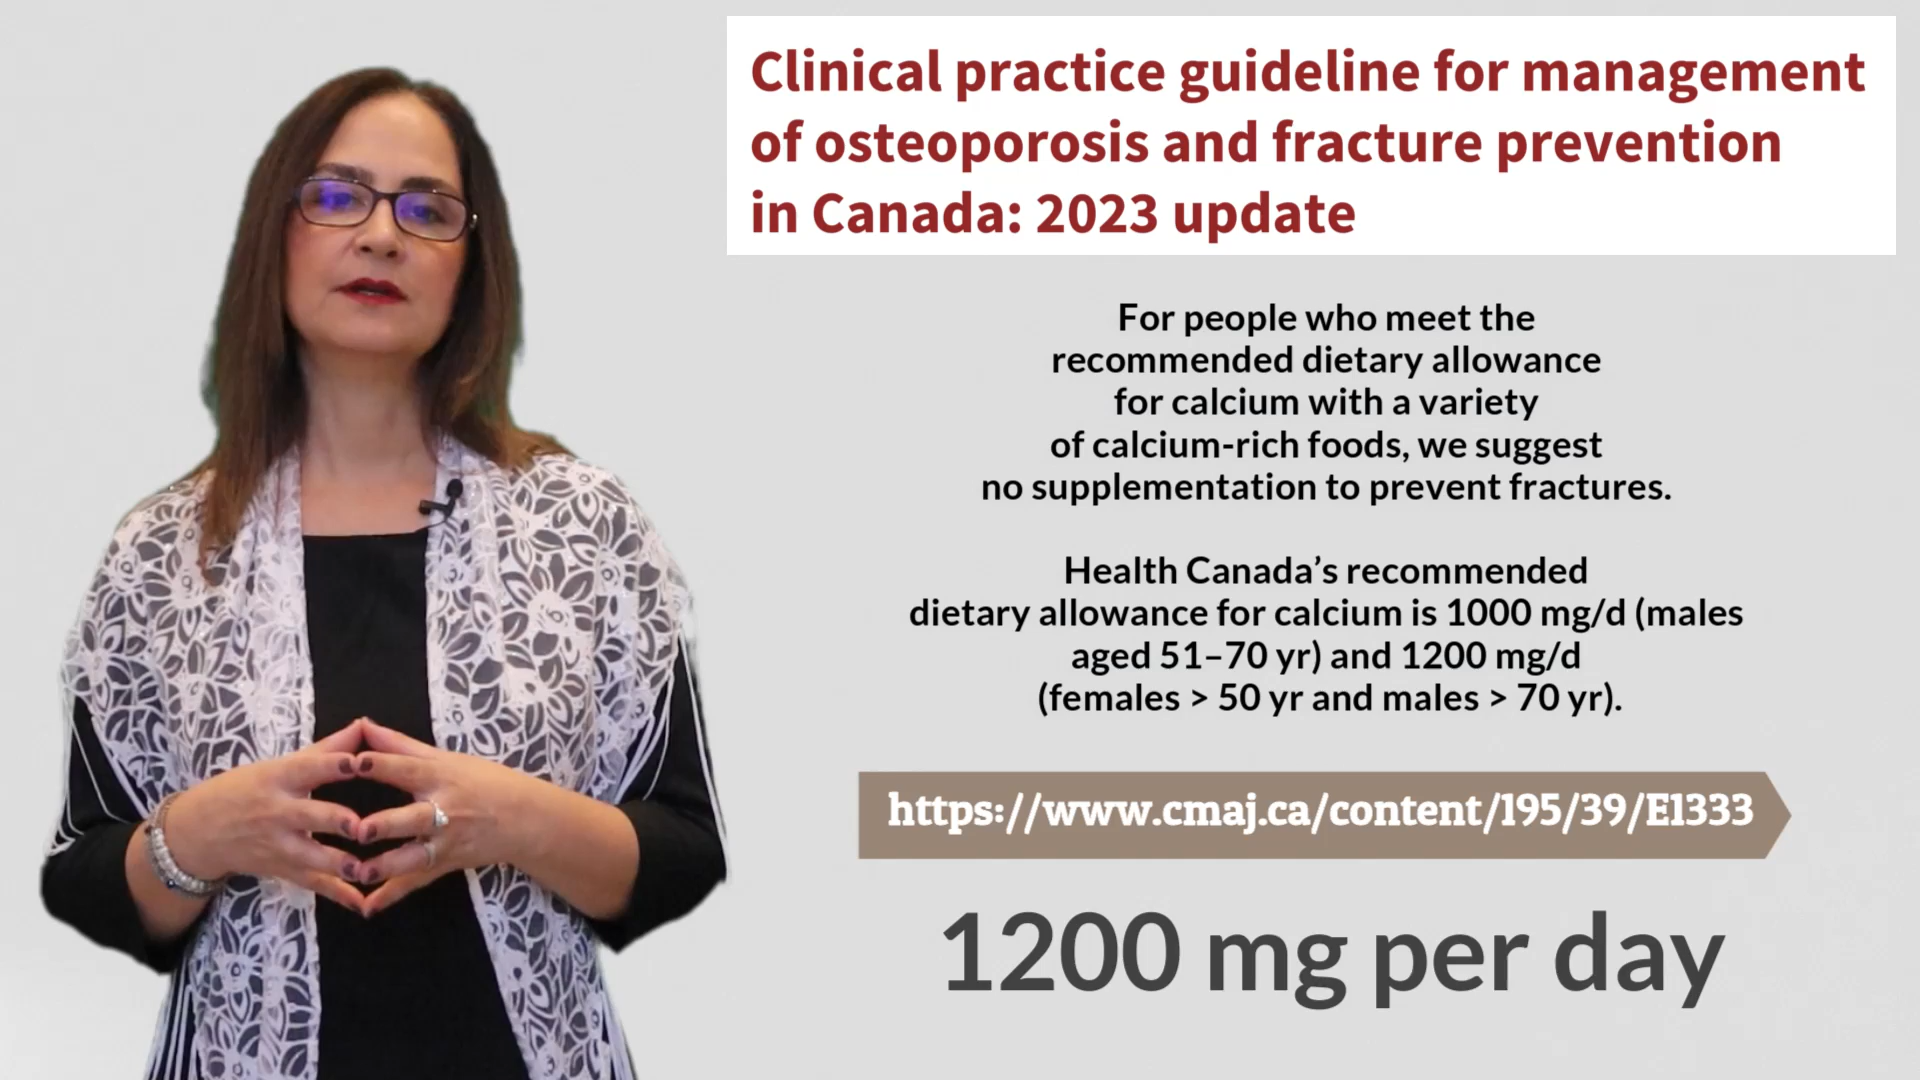 Clinical practice guideline for management
of osteoporosis and fracture prevention
in Canada: 2023 update
For people who meet the
recommended dietary allowance
for calcium with a variety
of calcium-rich foods, we suggest
no supplementation to prevent fractures.
Health Canada’s recommended
dietary allowance for calcium is 1000 mg/d (males
aged 51–70 yr) and 1200 mg/d
(females > 50 yr and males > 70 yr).
https://www.cmaj.ca/content/195/39/E1333
1200 mg per day